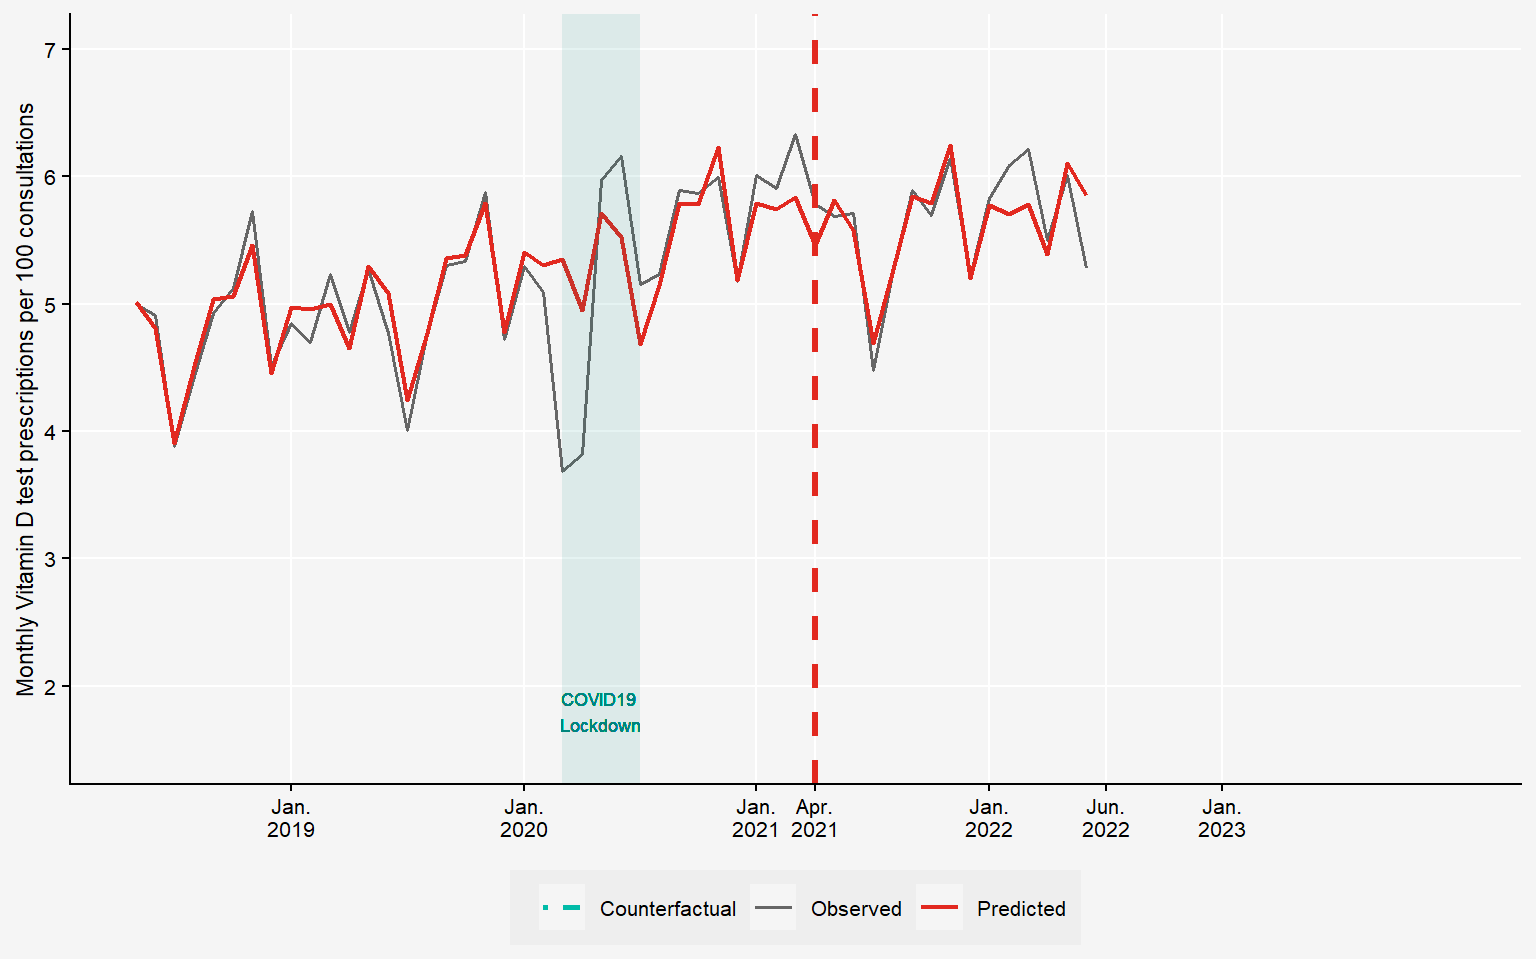 Monthly Vitamin D test prescriptions per 100 consultations
7
6
5
4
3
2
COVID19
Lockdown
Jan.
2019
Jan.
2020
Jan.
2021
Apr.
2021
Jan.
2022
Jun.
2022
Jan.
2023
Counterfactual
Observed
Predicted